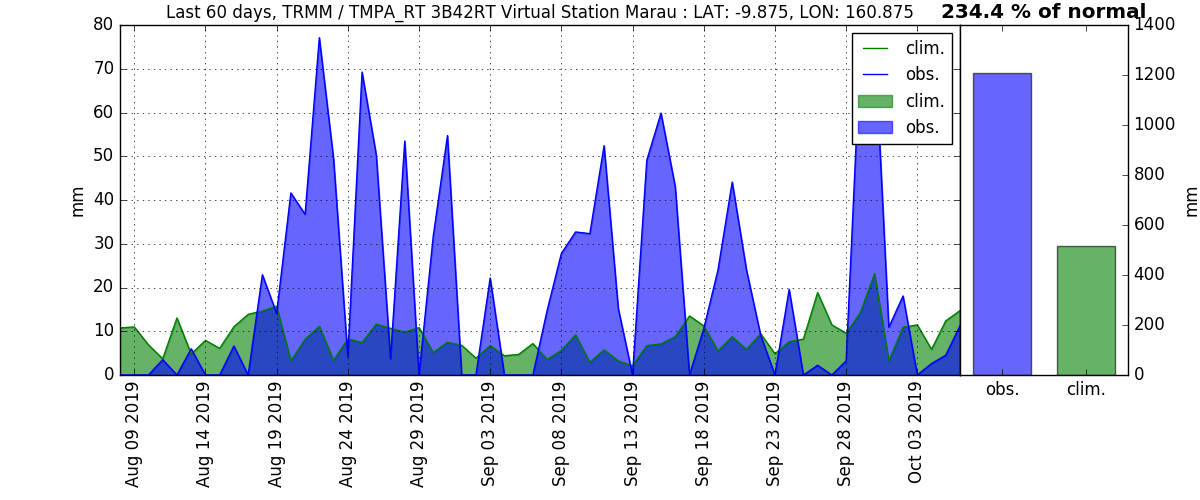 Last 60 days, TRMM / TMPA_RT 3B42RT Virtual Station Marau : LAT: -9.875, LON: 160.875
234.4 % of normal
80
70
60
50
40
30
20
10
0
mm
clim.
obs.
clim.
obs.
1400
1200
1000
800
600
400
200
0
mm
Aug 09 2019
Aug 14 2019
Aug 19 2019
Aug 24 2019
Aug 29 2019
Sep 03 2019
Sep 08 2019
Sep 13 2019
Sep 18 2019
Sep 23 2019
Sep 28 2019
Oct 03 2019
obs.
clim.